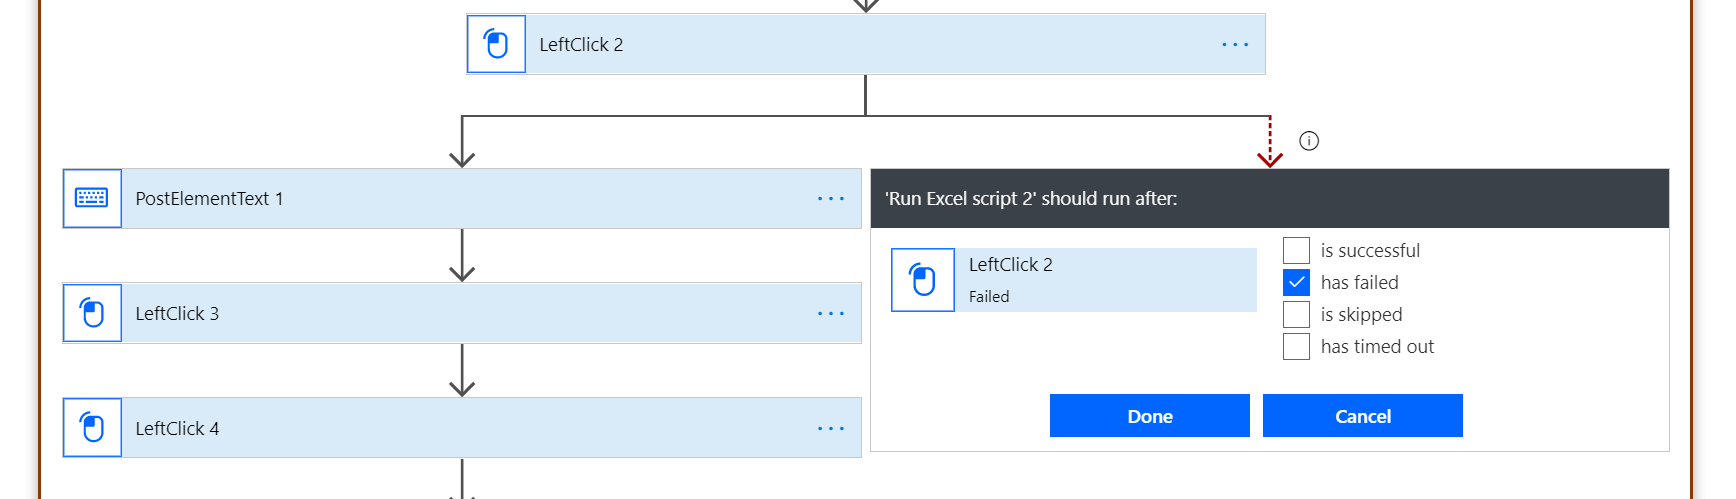 LeftClick 2
PostElementText 1
LeftClick 3
LeftClick 4
'Run Excel script 2' should run after:
LeftClick 2
Failed
is successful
has failed
is skipped
has timed out
Done
Cancel